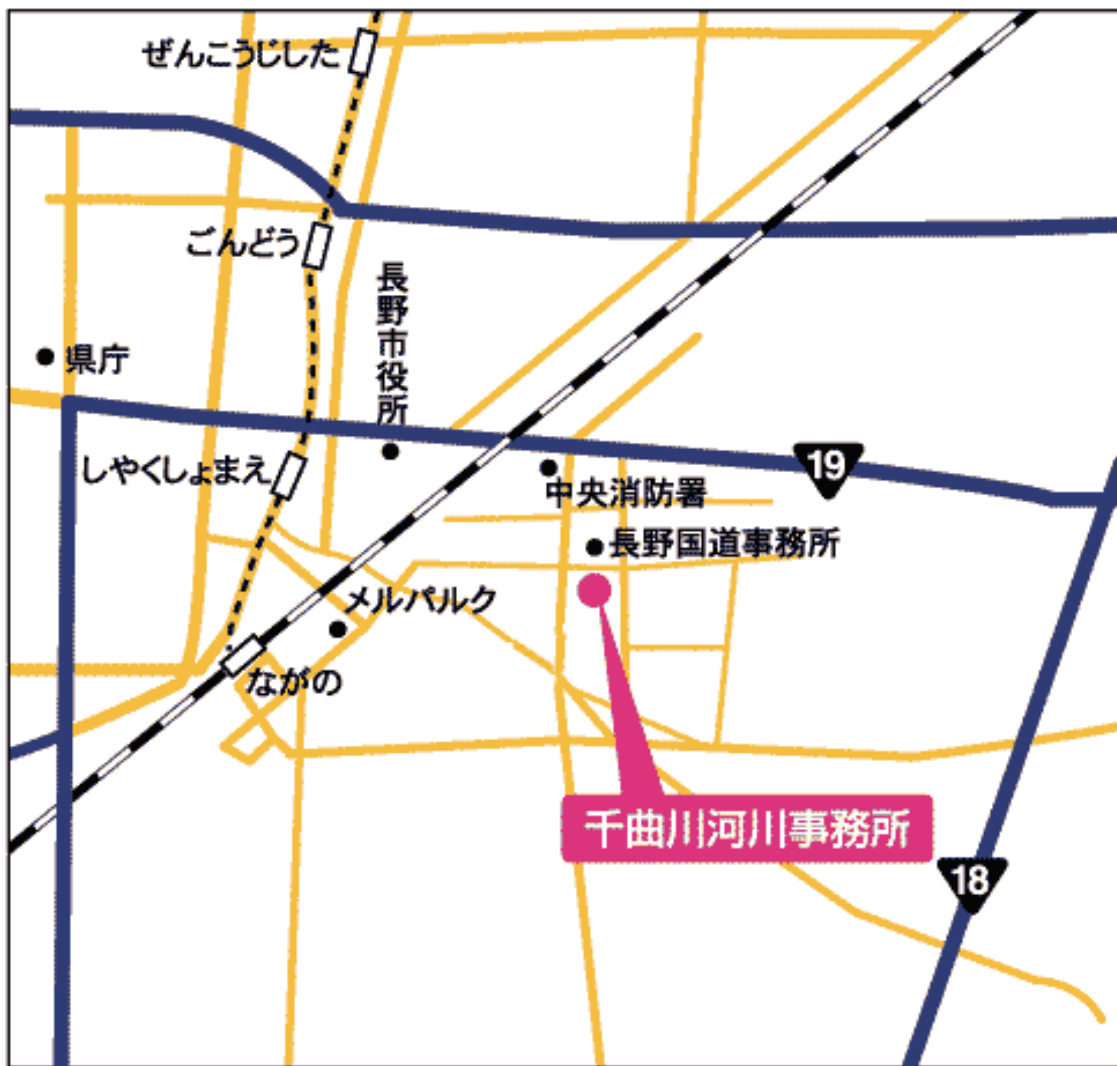 ぜんこうじした
ごんどう
長野市役所
県庁
しやくしょまえ
19
中央消防署
長野国道事務所
メルパルク
ながの
千曲川河川事務所
18